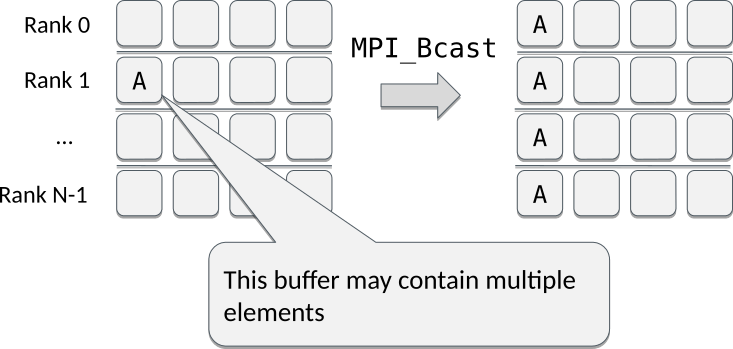 Rank 0
A
MPI_Bcast
Rank 1
A
A
...
A
Rank N-1
A
This buffer may contain multiple
elements